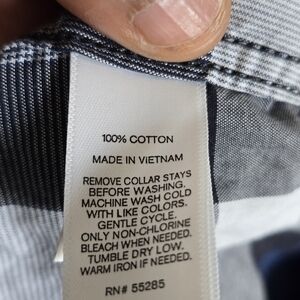 100% COTTON
MADE IN VIETNAM
REMOVE COLLAR STAYS
BEFORE WASHING.
MACHINE WASH COLD
WITH LIKE COLORS.
GENTLE CYCLE.
ONLY NON-CHLORINE
BLEACH WHEN NEEDED.
TUMBLE DRY LOW.
WARM IRON IF NEEDED.
RN# 55285